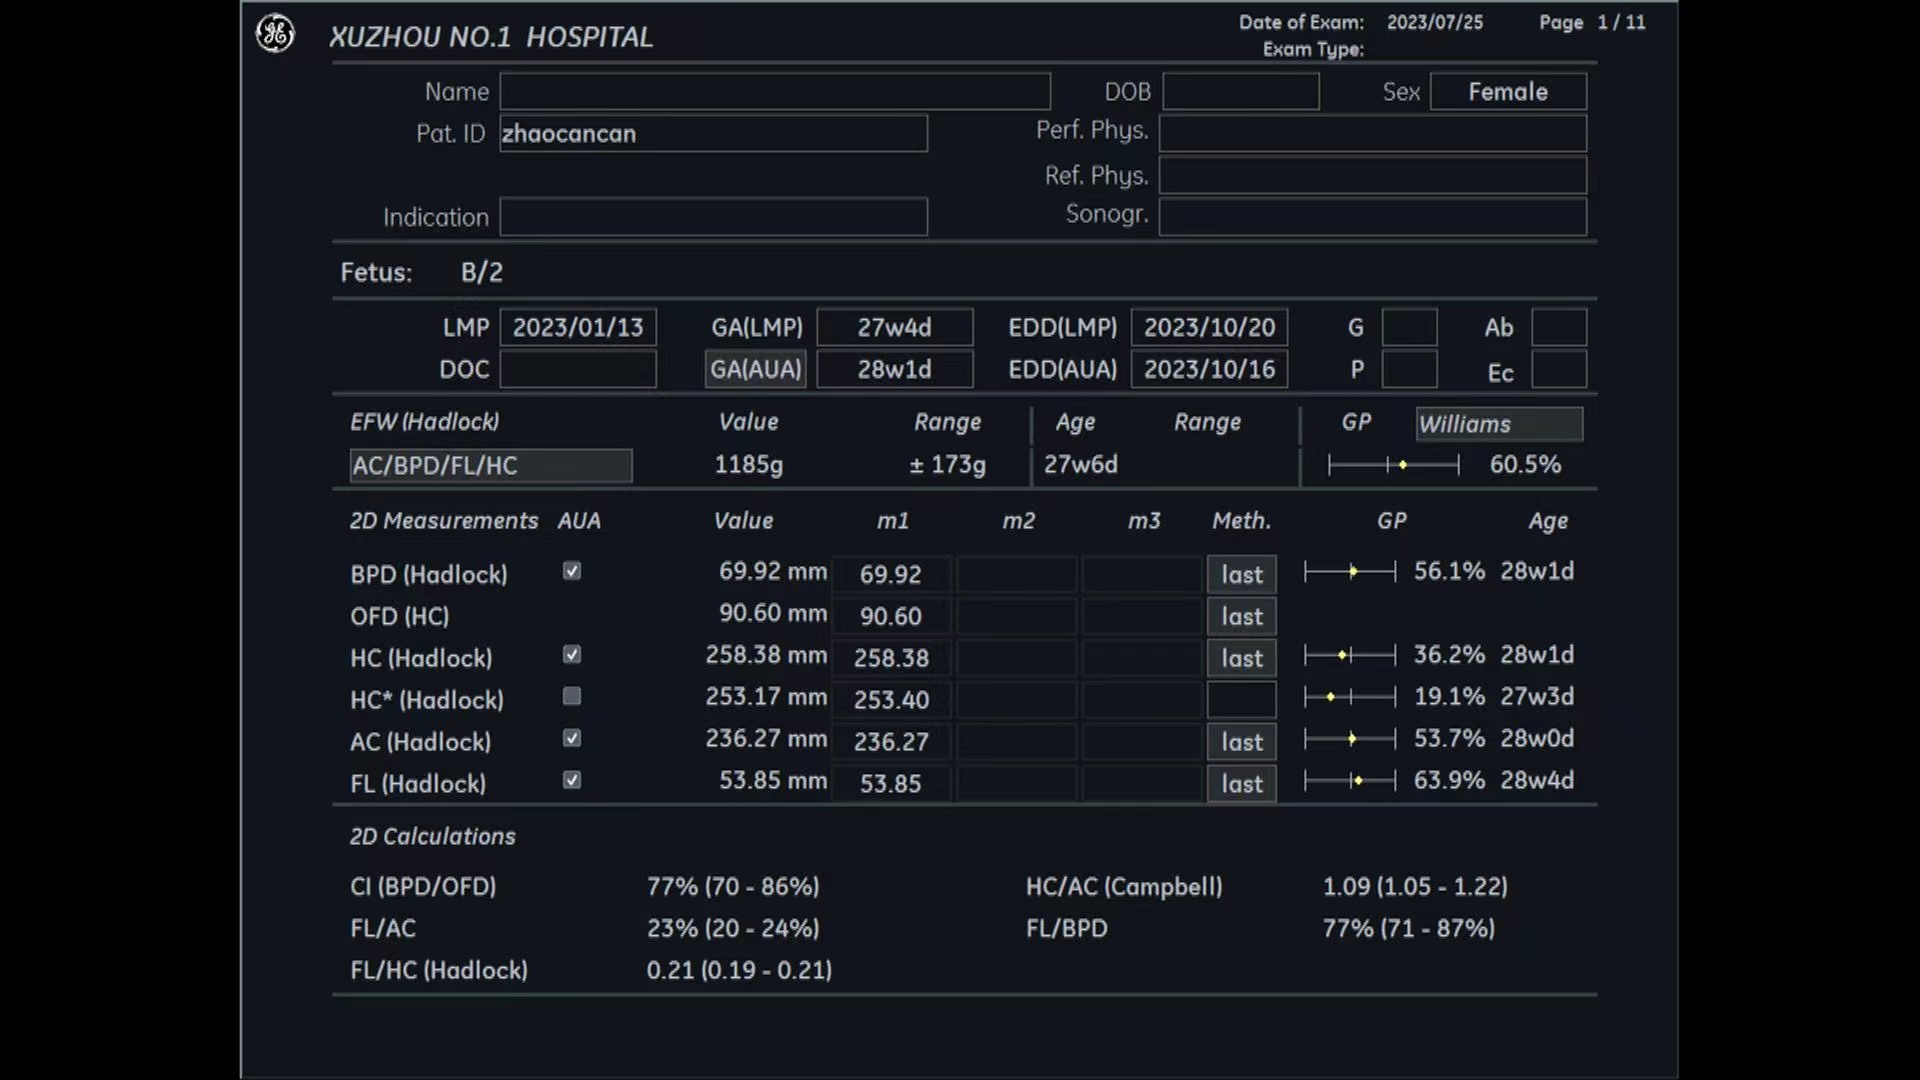 GE
XUZHOU NO.1 HOSPITAL
Date of Exam: 2023/07/25 Page 1 / 11
Exam Type:
Name DOB Sex Female
Pat. ID zhaocancan Perf. Phys.
Ref. Phys.
Indication Sonogr.
Fetus: B/2
LMP 2023/01/13 GA(LMP) 27w4d EDD(LMP) 2023/10/20 G Ab
DOC GA(AUA) 28w1d EDD(AUA) 2023/10/16 P Ec
EFW (Hadlock) Value Range Age Range GP Williams
AC/BPD/FL/HC 1185g ± 173g 27w6d 60.5%
2D Measurements AUA Value m1 m2 m3 Meth. GP Age
BPD (Hadlock) 69.92 mm 69.92 last 56.1% 28w1d
OFD (HC) 90.60 mm 90.60 last
HC (Hadlock) 258.38 mm 258.38 last 36.2% 28w1d
HC* (Hadlock) 253.17 mm 253.40 19.1% 27w3d
AC (Hadlock) 236.27 mm 236.27 last 53.7% 28w0d
FL (Hadlock) 53.85 mm 53.85 last 63.9% 28w4d
2D Calculations
CI (BPD/OFD) 77% (70 - 86%) HC/AC (Campbell) 1.09 (1.05 - 1.22)
FL/AC 23% (20 - 24%) FL/BPD 77% (71 - 87%)
FL/HC (Hadlock) 0.21 (0.19 - 0.21)